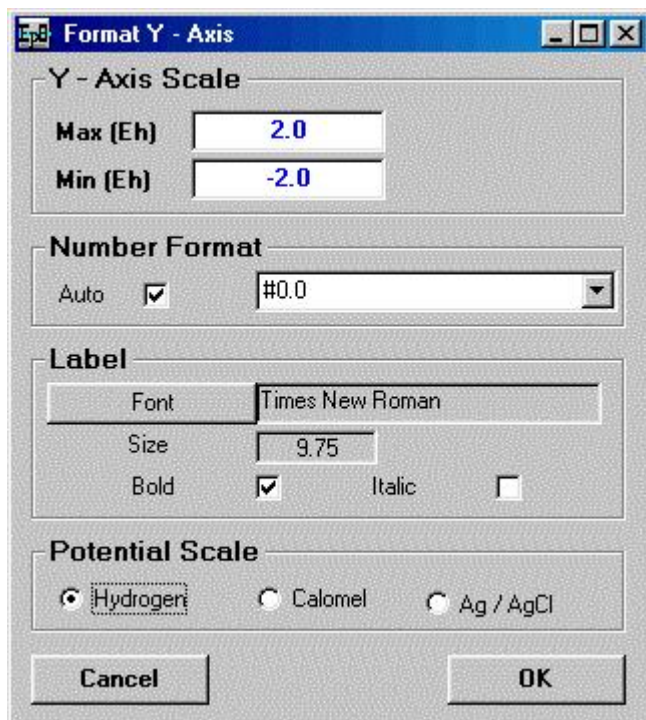 EpH Format Y - Axis
Y - Axis Scale
Max (Eh) 2.0
Min (Eh) -2.0
Number Format
Auto #0.0
Label
Font Times New Roman
Size 9.75
Bold Italic
Potential Scale
Hydrogen Calomel Ag / AgCl
Cancel OK